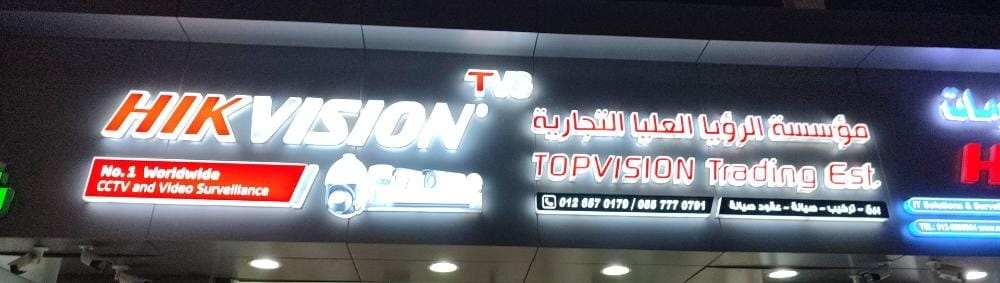 TVS
HIKVISION
No.1 Worldwide
CCTV and Video Surveillance
مؤسسة الرؤيا العليا التجارية
TOPVISION Trading Est.
012 657 0179 / 055 777 0791
بيع - تركيب - صيانة - عقود صيانة
IT Solutions &